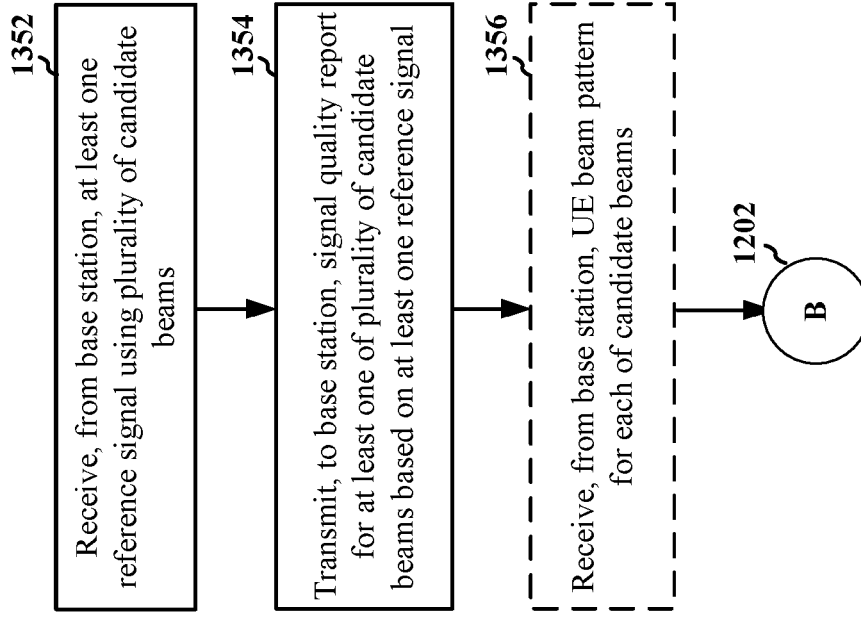 1352
Receive, from base station, at least one
reference signal using plurality of candidate
beams
1354
Transmit, to base station, signal quality report
for at least one of plurality of candidate
beams based on at least one reference signal
1356
Receive, from base station, UE beam pattern
for each of candidate beams
1202
B